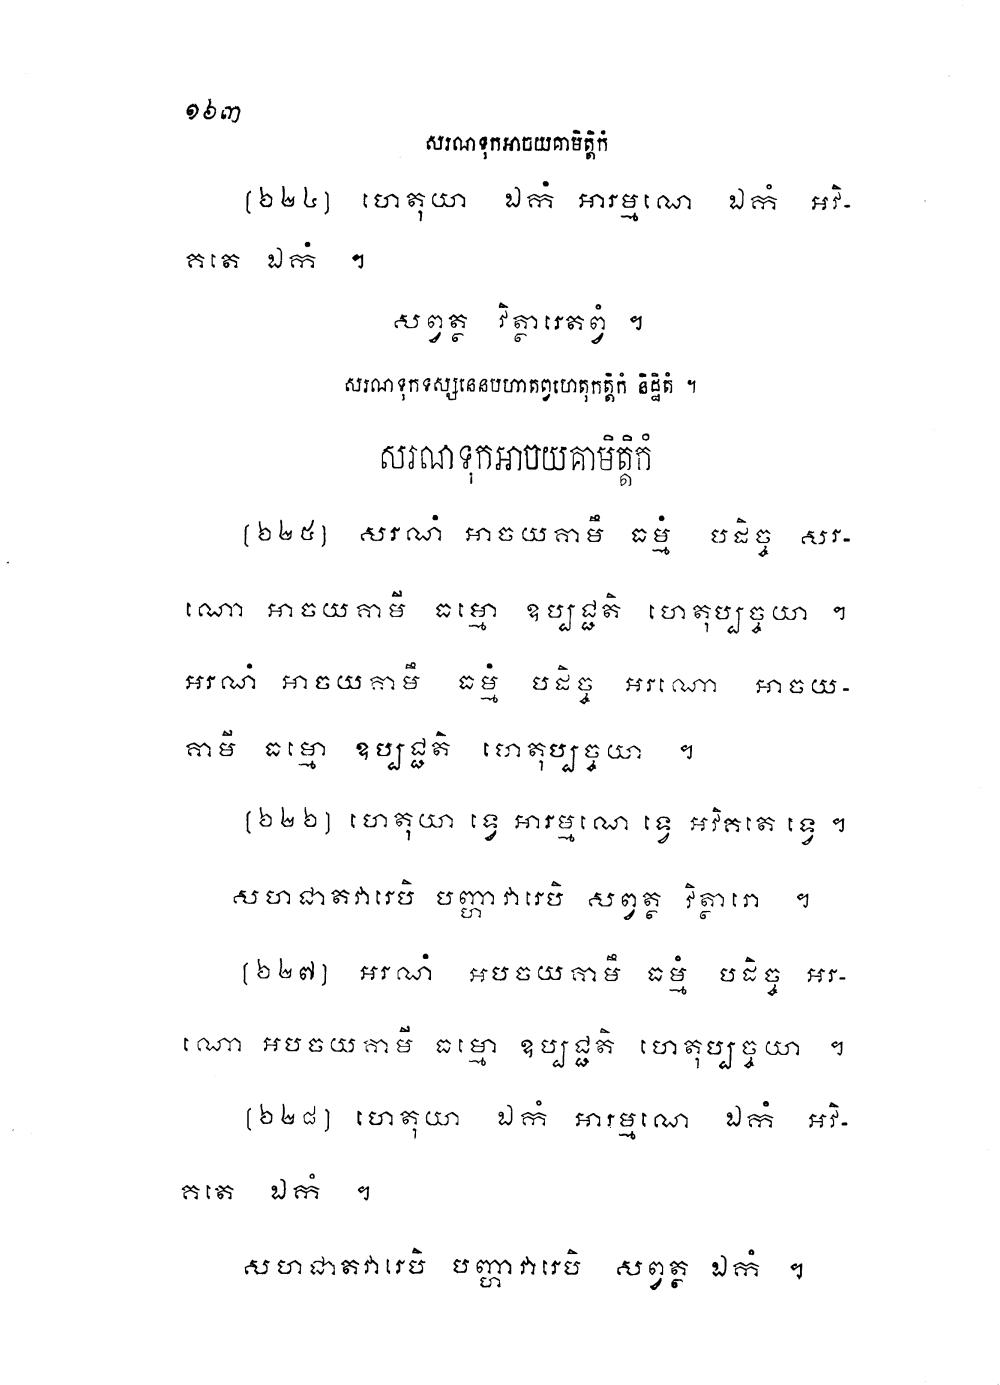 ១៦៣
សរណទុកអាចយគាមិត្តិកំ
(៦២៤) ហេតុយា ឯកំ អារម្មណេ ឯកំ អវិ-
គតេ ឯកំ ។
សព្វត្ថ វិត្ថារេតព្វំ ។
សរណទុកទស្សនេនបហាតព្វហេតុកត្តិកំ និដ្ឋិតំ ។
សរណទុកអាចយគាមិត្តិកំ
(៦២៥) សរណំ អាចយគាមឹ ធម្មំ បដិច្ច សរ-
ណោ អាចយគាមី ធម្មោ ឧប្បជ្ជតិ ហេតុប្បច្ចយា ។
អរណំ អាចយគាមឹ ធម្មំ បដិច្ច អរណោ អាចយ-
គាមី ធម្មោ ឧប្បជ្ជតិ ហេតុប្បច្ចយា ។
(៦២៦) ហេតុយា ទ្វេ អារម្មណេ ទ្វេ អវិគតេ ទ្វេ ។
សហជាតវារេបិ បញ្ហាវារេបិ សព្វត្ថ វិត្ថារោ ។
(៦២៧) អរណំ អបចយគាមឹ ធម្មំ បដិច្ច អរ-
ណោ អបចយគាមី ធម្មោ ឧប្បជ្ជតិ ហេតុប្បច្ចយា ។
(៦២៨) ហេតុយា ឯកំ អារម្មណេ ឯកំ អវិ-
គតេ ឯកំ ។
សហជាតវារេបិ បញ្ហាវារេបិ សព្វត្ថ ឯកំ ។